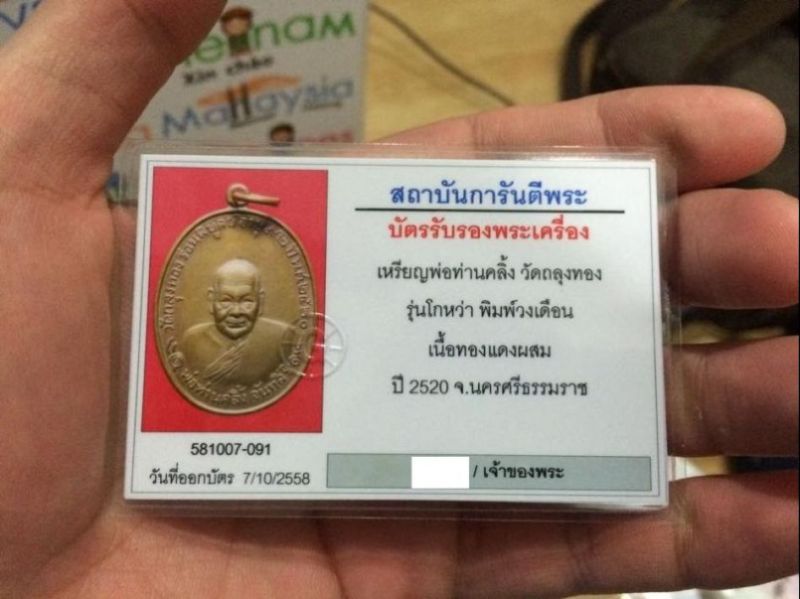 Xin chào
Malaysia
สถาบันการันตีพระ
บัตรรับรองพระเครื่อง
เหรียญพ่อท่านคลิ้ง วัดถลุงทอง
รุ่นโกหว่า พิมพ์วงเดือน
เนื้อทองแดงผสม
ปี 2520 จ.นครศรีธรรมราช
581007-091
วันที่ออกบัตร 7/10/2558
/ เจ้าของพระ